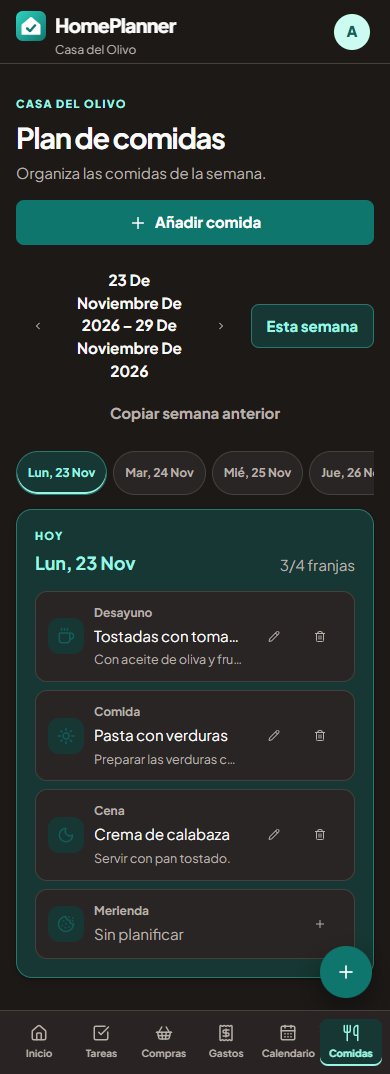 HomePlanner
Casa del Olivo
A
CASA DEL OLIVO
Plan de comidas
Organiza las comidas de la semana.
+ Añadir comida
23 De
Noviembre De
2026 – 29 De
Noviembre De
2026
Esta semana
Copiar semana anterior
Lun, 23 Nov
Mar, 24 Nov
Mié, 25 Nov
Jue, 26 N
HOY
Lun, 23 Nov
3/4 franjas
Desayuno
Tostadas con toma…
Con aceite de oliva y fru…
Comida
Pasta con verduras
Preparar las verduras c…
Cena
Crema de calabaza
Servir con pan tostado.
Merienda
Sin planificar
Inicio
Tareas
Compras
Gastos
Calendario
Comidas